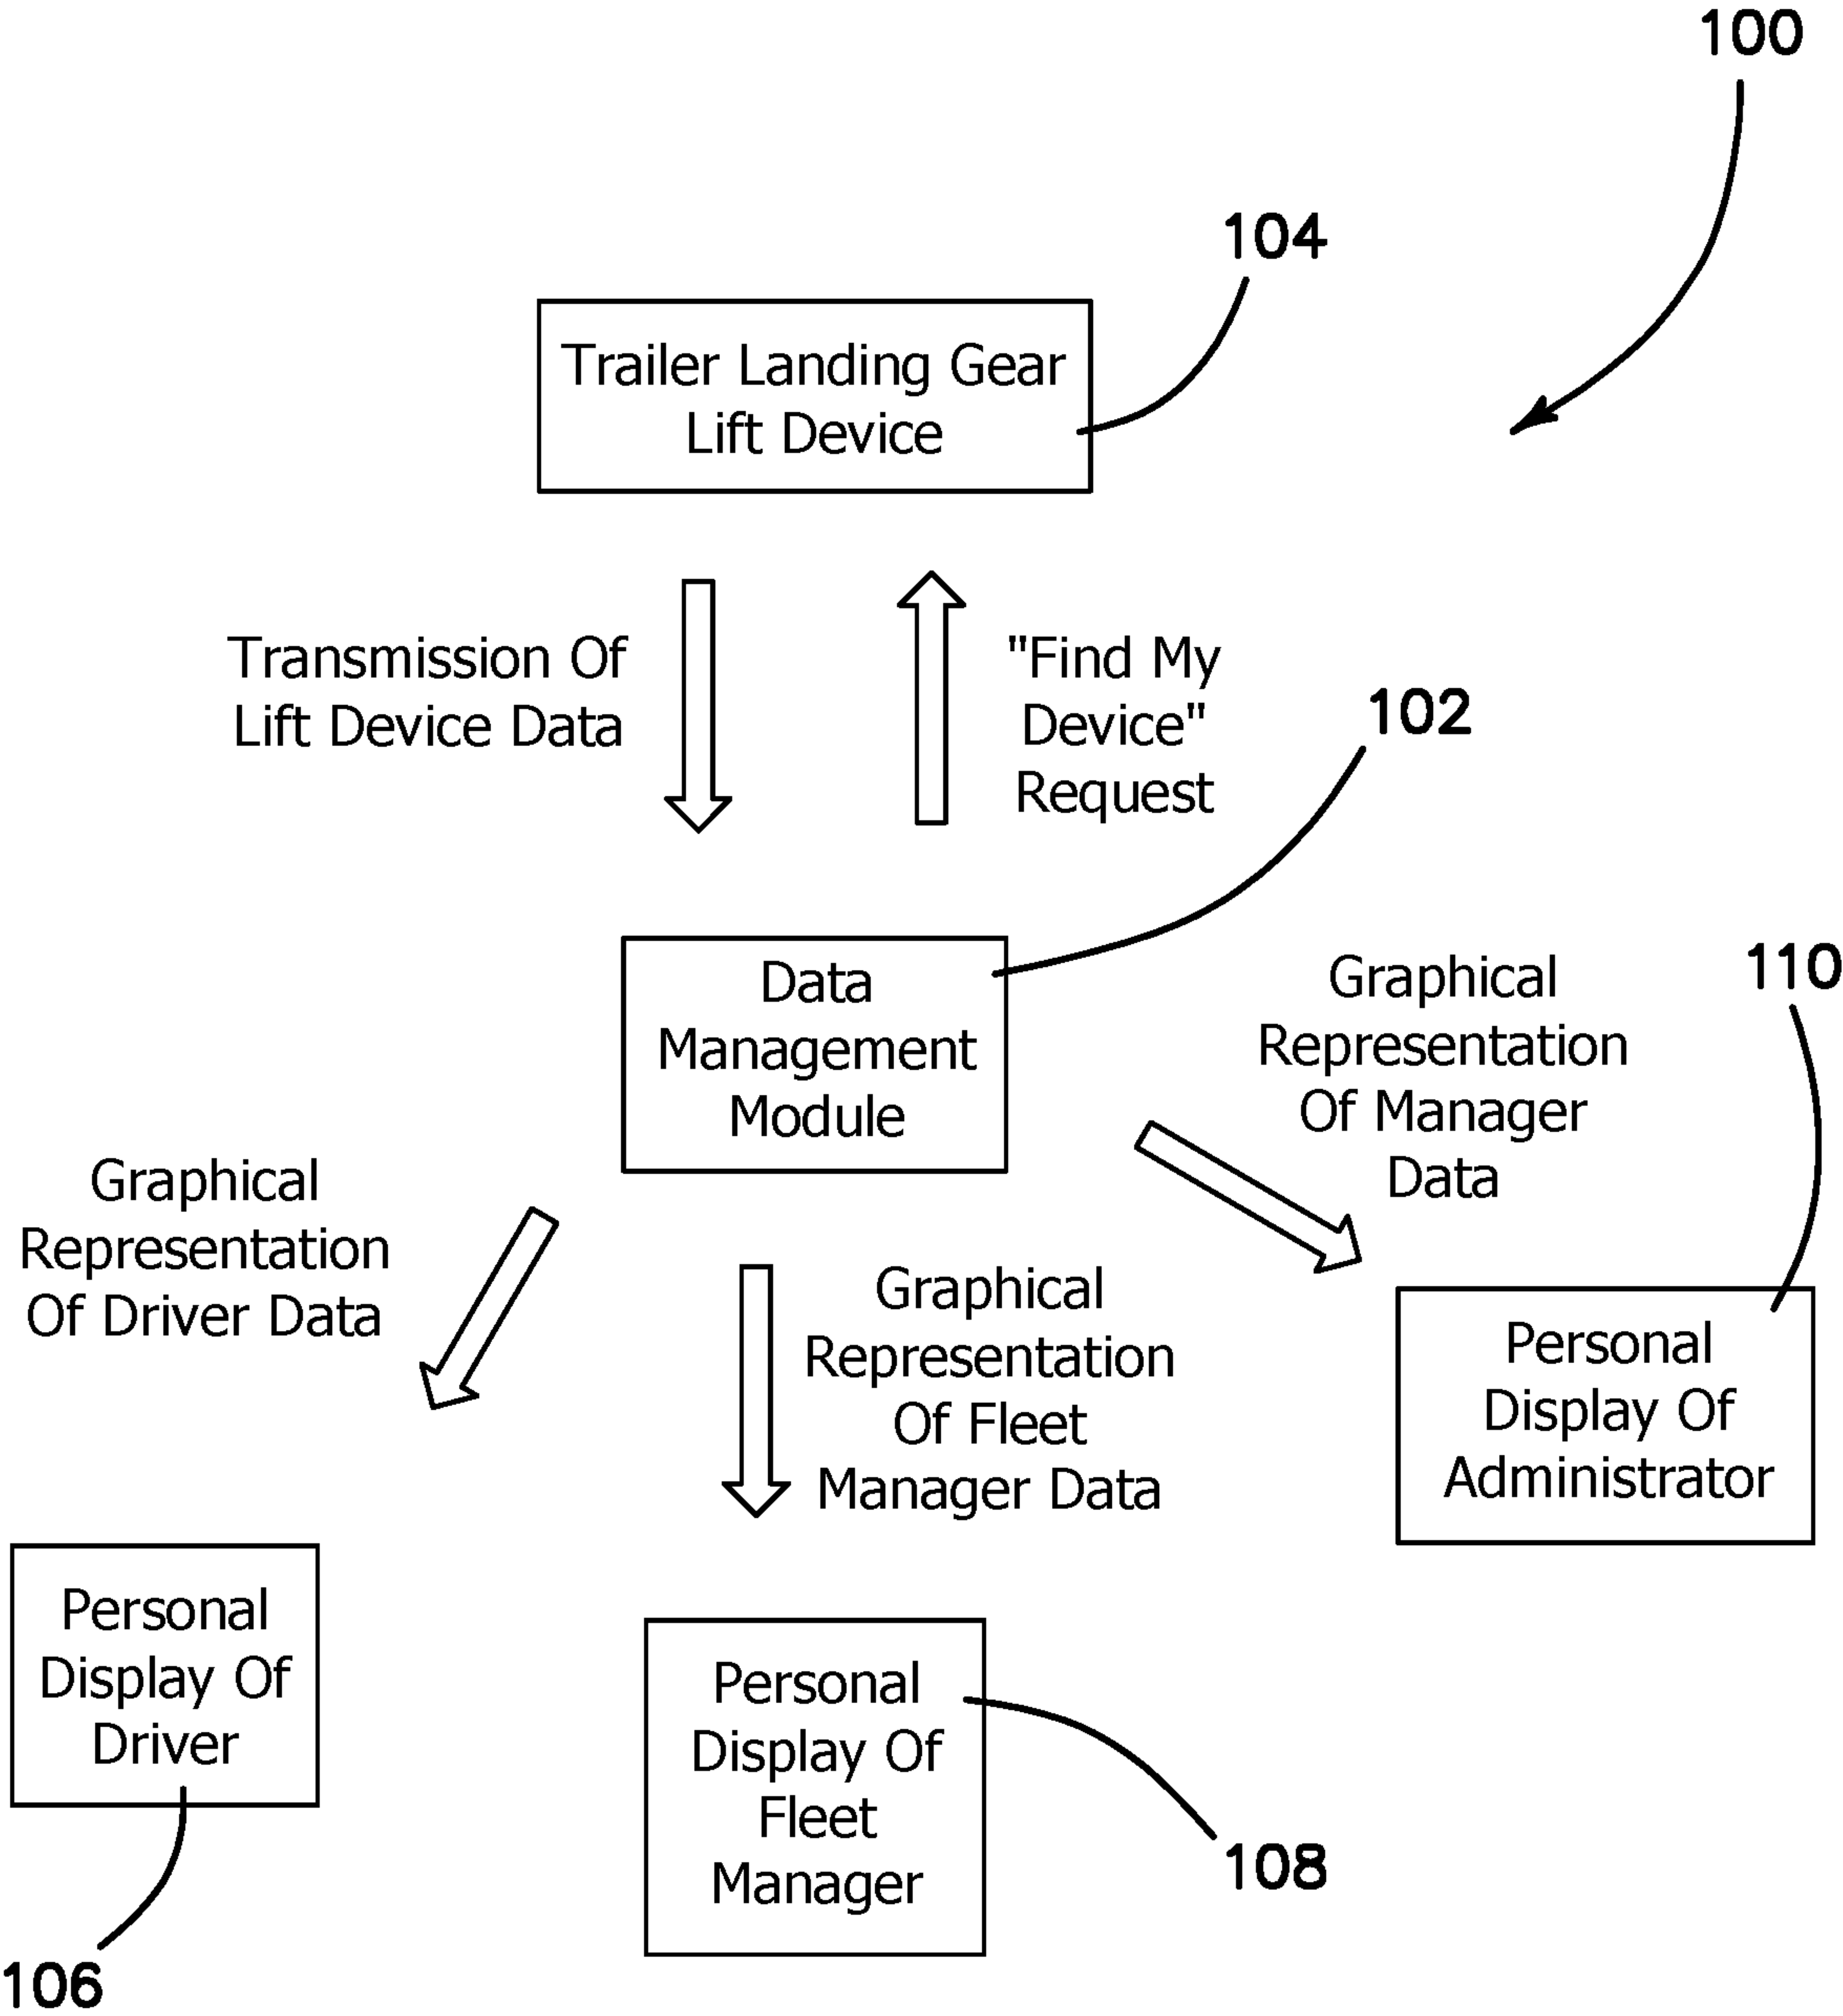 100
104
Trailer Landing Gear
Lift Device
Transmission Of
Lift Device Data
"Find My
Device"
Request
102
Data
Management
Module
110
Graphical
Representation
Of Manager
Data
Graphical
Representation
Of Driver Data
Graphical
Representation
Of Fleet
Manager Data
Personal
Display Of
Administrator
Personal
Display Of
Driver
Personal
Display Of
Fleet
Manager
108
106